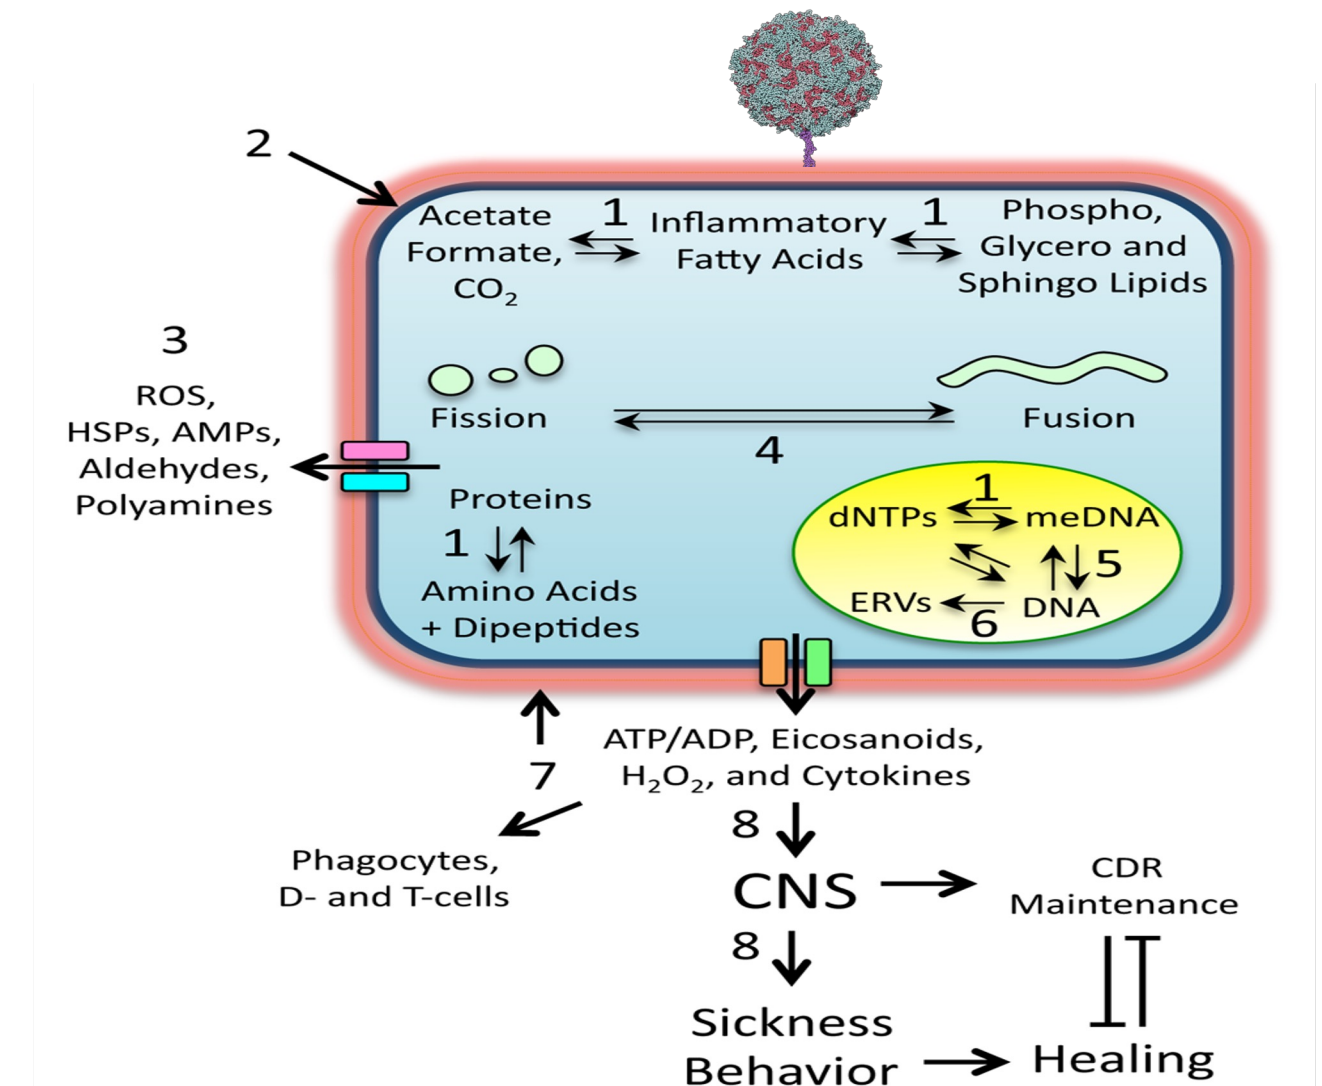 2
Acetate
Formate,
CO₂
1
Inflammatory
Fatty Acids
1
Phospho,
Glycero and
Sphingo Lipids
3
ROS,
HSPs, AMPs,
Aldehydes,
Polyamines
Fission
4
Fusion
Proteins
1
Amino Acids
+ Dipeptides
1
dNTPs
meDNA
5
ERVs
6
DNA
7
ATP/ADP, Eicosanoids,
H₂O₂, and Cytokines
Phagocytes,
D- and T-cells
8
CNS
CDR
Maintenance
8
Sickness
Behavior
Healing